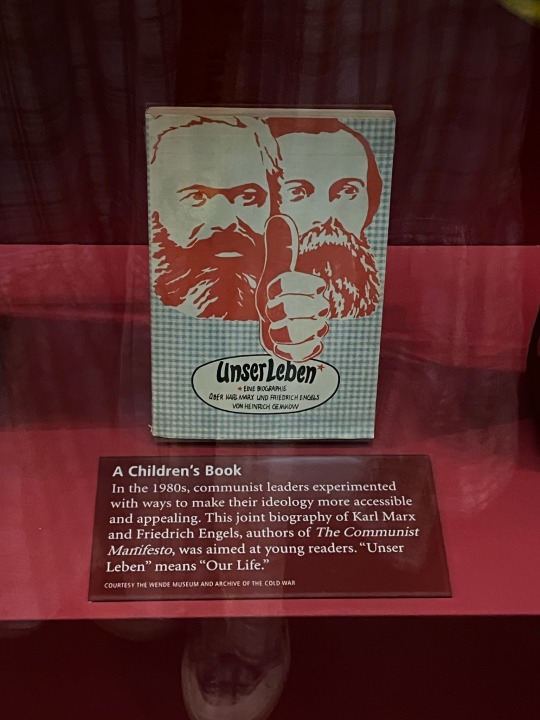 Unser Leben
EINE BIOGRAPHIE
ÜBER KARL MARX UND FRIEDRICH ENGELS
VON HEINRICH GEMKOW
A Children's Book
In the 1980s, communist leaders experimented
with ways to make their ideology more accessible
and appealing. This joint biography of Karl Marx
and Friedrich Engels, authors of The Communist
Manifesto, was aimed at young readers. “Unser
Leben” means “Our Life.”
COURTESY THE WENDE MUSEUM AND ARCHIVE OF THE COLD WAR